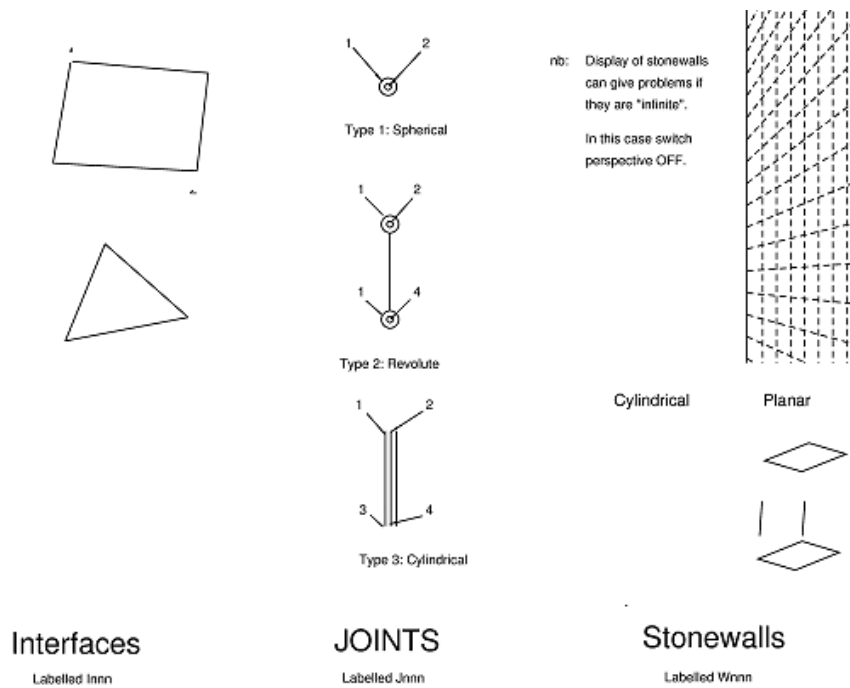 1 2
Type 1: Spherical
1 2
1 4
Type 2: Revolute
1 2
3 4
Type 3: Cylindrical
nb: Display of stonewalls
can give problems if
they are "infinite".
In this case switch
perspective OFF.
Cylindrical Planar
Interfaces
Labelled Innn
JOINTS
Labelled Jnnn
Stonewalls
Labelled Wnnn